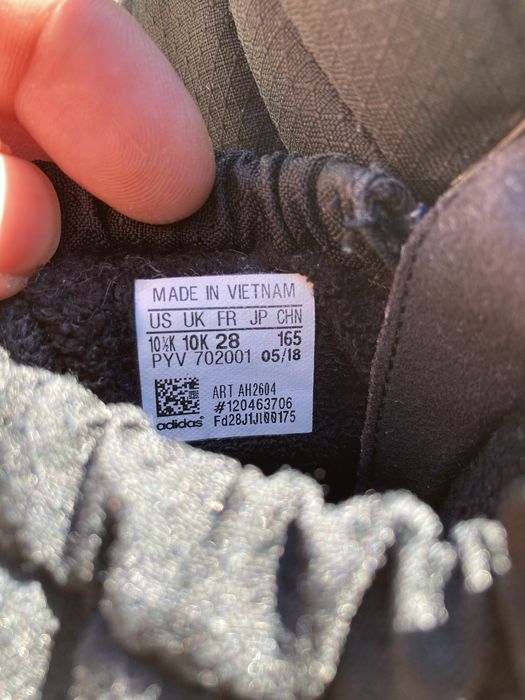 MADE IN VIETNAM
US UK FR JP CHN
10½K 10K 28 165
PYV 702001 05/18
ART AH2604
#120463706
Fd28J1Jl00175
adidas